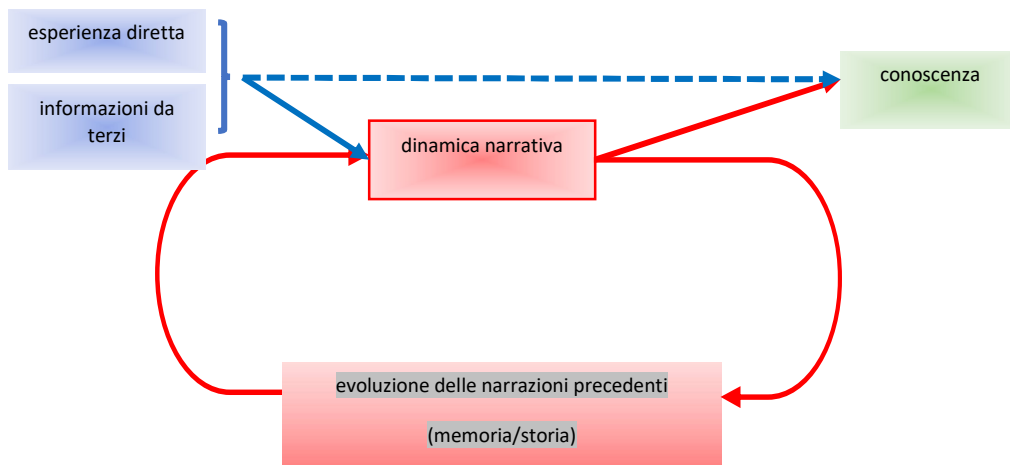 esperienza diretta
informazioni da
terzi
conoscenza
dinamica narrativa
evoluzione delle narrazioni precedenti
(memoria/storia)